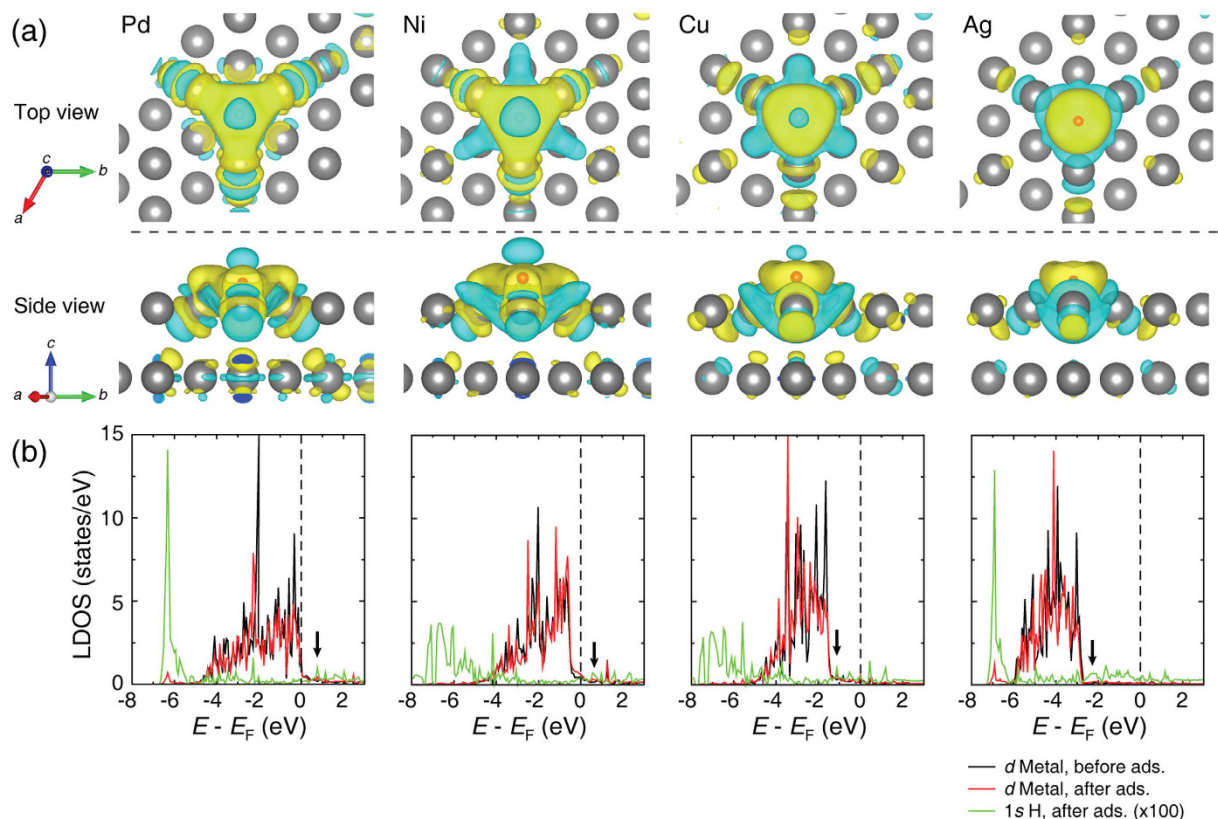 (a)
Pd Ni Cu Ag
Top view
c
b
a
Side view
c
a
b
(b)
LDOS (states/eV)
15
10
5
0
-8 -6 -4 -2 0 2
-8 -6 -4 -2 0 2
-8 -6 -4 -2 0 2
-8 -6 -4 -2 0 2
E - EF (eV) E - EF (eV) E - EF (eV) E - EF (eV)
d Metal, before ads.
d Metal, after ads.
1s H, after ads. (x100)